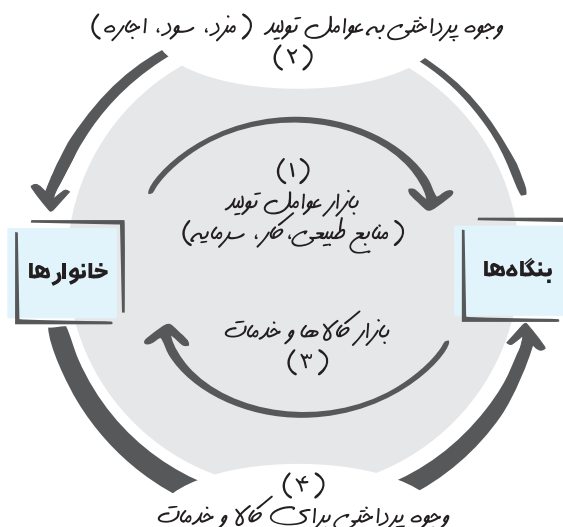 وجوه پرداختی به عوامل تولید (مزد، سود، اجاره)
(۲)
(۱)
بازار عوامل تولید
(منابع طبیعی، کار، سرمایه)
خانوارها
بنگاه‌ها
بازار کالاها و خدمات
(۳)
(۴)
وجوه پرداختی برای کالا و خدمات